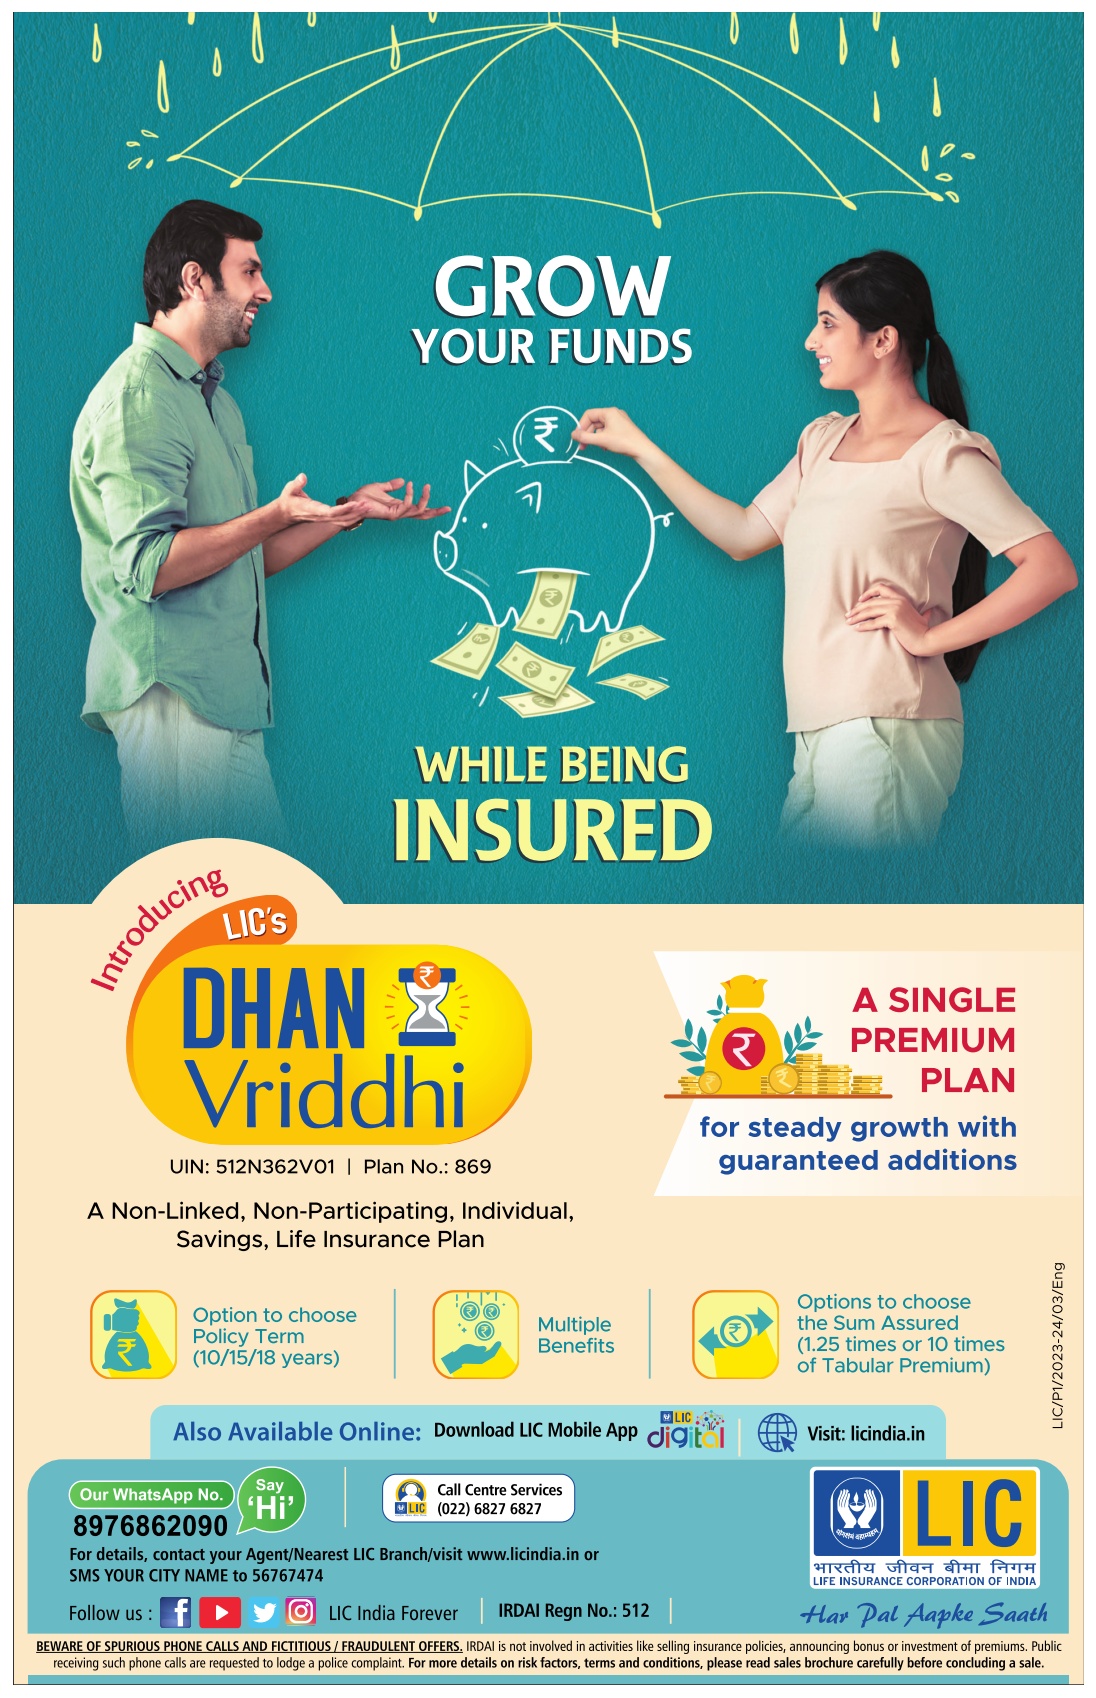 GROW
YOUR FUNDS
₹
₹
WHILE BEING
INSURED
Introducing
LIC's
DHAN
Vriddhi
UIN: 512N362V01 | Plan No.: 869
A Non-Linked, Non-Participating, Individual,
Savings, Life Insurance Plan
A SINGLE
PREMIUM
PLAN
for steady growth with
guaranteed additions
Option to choose
Policy Term
(10/15/18 years)
Multiple
Benefits
Options to choose
the Sum Assured
(1.25 times or 10 times
of Tabular Premium)
LIC/P1/2023-24/03/Eng
Also Available Online: Download LIC Mobile App LIC digital Visit: licindia.in
Our WhatsApp No.
8976862090
Say
'Hi'
LIC
Call Centre Services
(022) 6827 6827
For details, contact your Agent/Nearest LIC Branch/visit www.licindia.in or
SMS YOUR CITY NAME to 56767474
Follow us : LIC India Forever | IRDAI Regn No.: 512
योगक्षेमं वहाम्यहम्
LIC
भारतीय जीवन बीमा निगम
LIFE INSURANCE CORPORATION OF INDIA
Har Pal Aapke Saath
BEWARE OF SPURIOUS PHONE CALLS AND FICTITIOUS / FRAUDULENT OFFERS. IRDAI is not involved in activities like selling insurance policies, announcing bonus or investment of premiums. Public
receiving such phone calls are requested to lodge a police complaint. For more details on risk factors, terms and conditions, please read sales brochure carefully before concluding a sale.